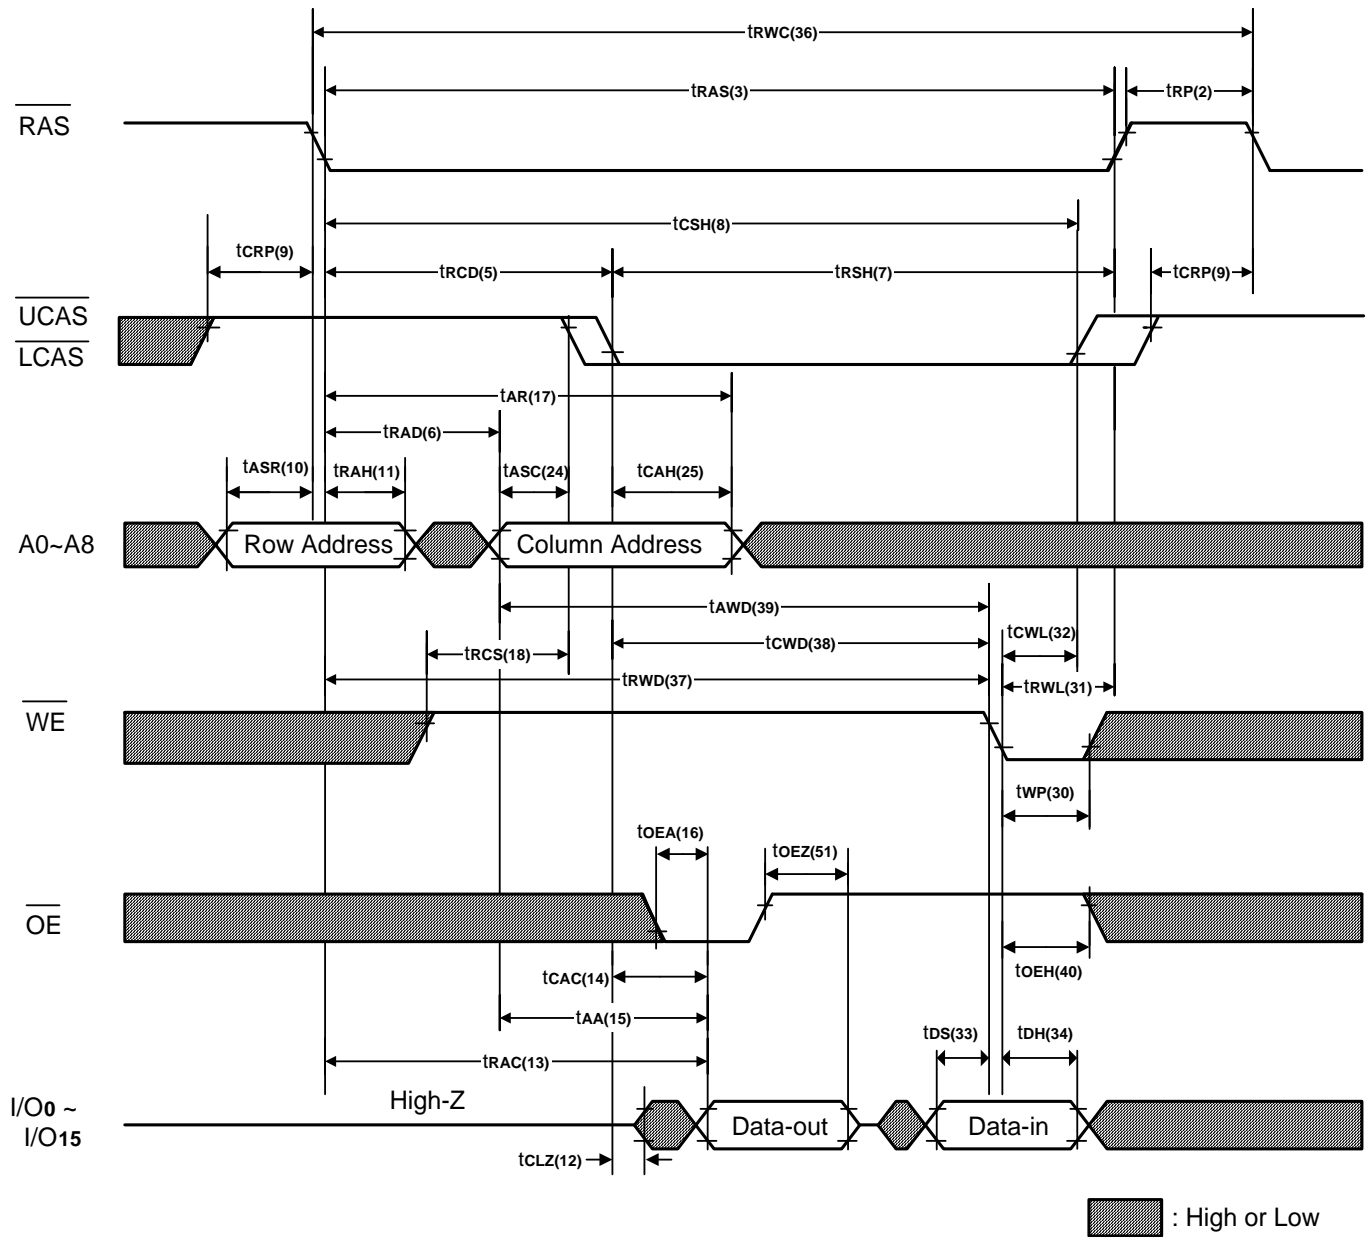 tRWC(36)
tRAS(3)
tRP(2)
RAS
tCSH(8)
tCRP(9)
tRCD(5)
tRSH(7)
tCRP(9)
UCAS
LCAS
tAR(17)
tRAD(6)
tASR(10)
tRAH(11)
tASC(24)
tCAH(25)
A0~A8
Row Address
Column Address
tAWD(39)
tCWD(38)
tCWL(32)
tRCS(18)
tRWD(37)
tRWL(31)
WE
tWP(30)
tOEA(16)
tOEZ(51)
OE
tCAC(14)
tOEH(40)
tAA(15)
tRAC(13)
tDS(33)
tDH(34)
I/O0 ~
I/O15
High-Z
Data-out
Data-in
tCLZ(12)
: High or Low